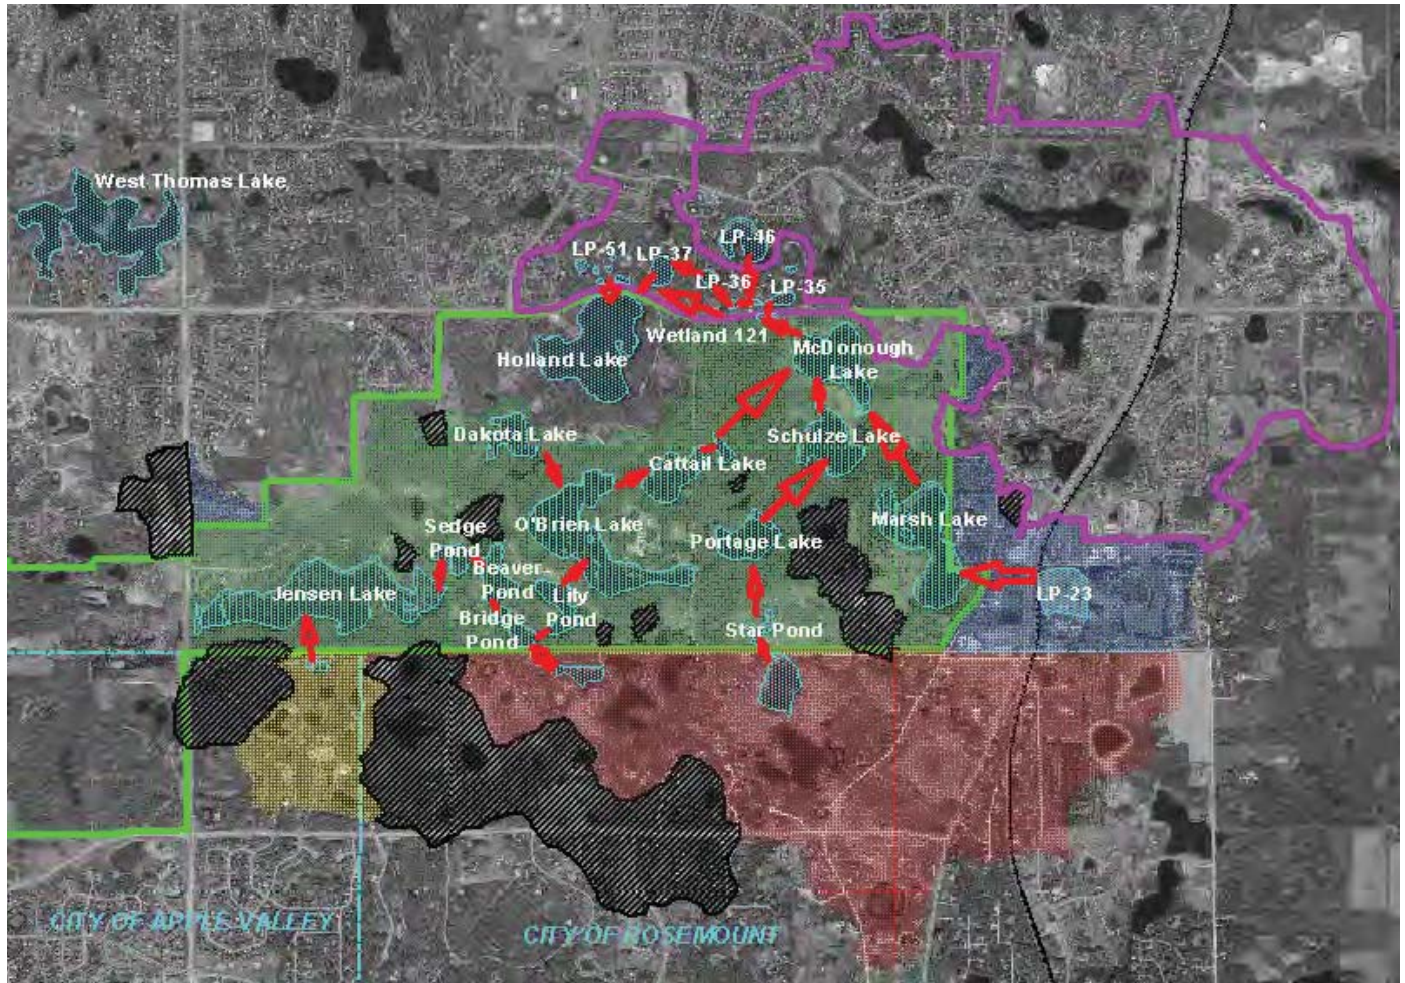 West Thomas Lake
LP-46
LP-51
LP-37
LP-36
LP-35
Wetland 121
McDonough
Lake
Holland Lake
Dakota Lake
Schulze Lake
Cattail Lake
Sedge
Pond
O'Brien Lake
Marsh Lake
Portage Lake
Beaver
Pond
Jensen Lake
Lily
Pond
LP-23
Bridge
Pond
Star Pond
CITY OF APPLE VALLEY
CITY OF ROSEMOUNT